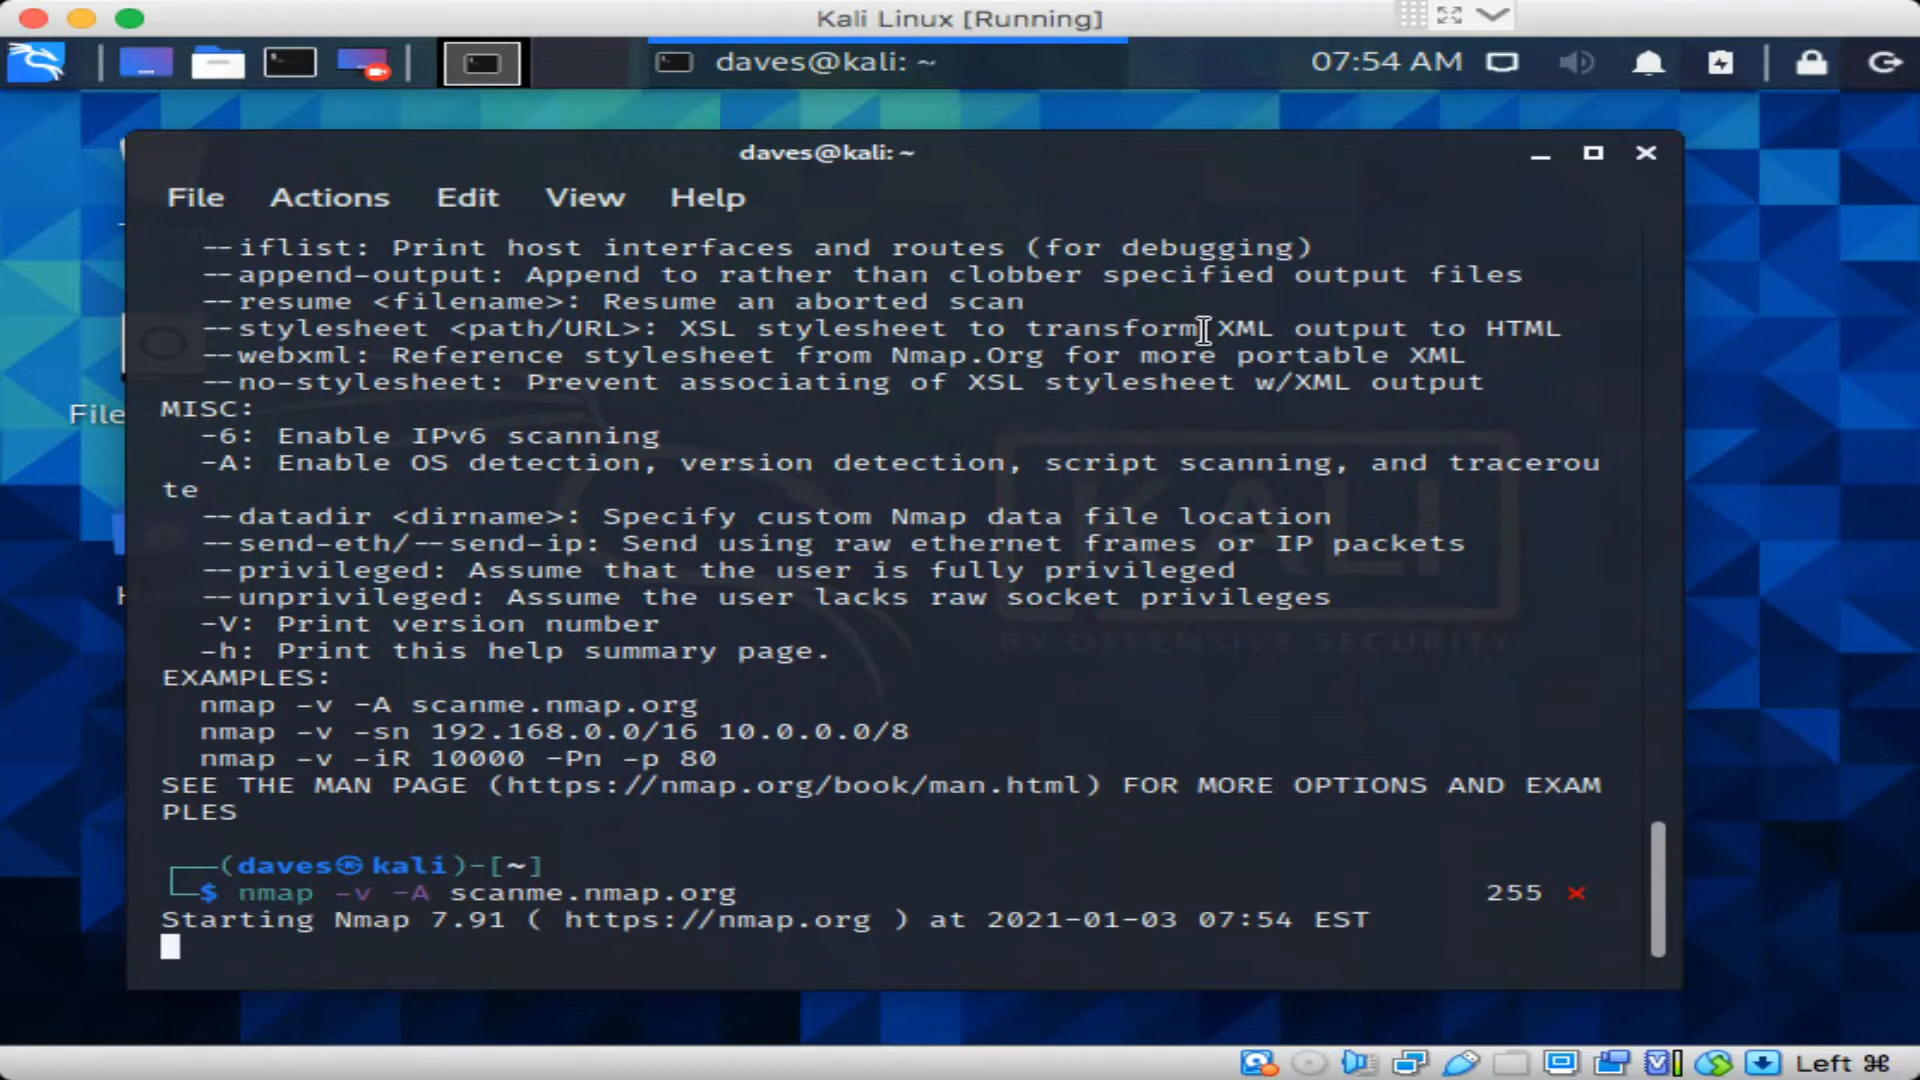 Kali Linux [Running]
daves@kali: ~
07:54 AM
daves@kali: ~
File Actions Edit View Help
--iflist: Print host interfaces and routes (for debugging)
--append-output: Append to rather than clobber specified output files
--resume <filename>: Resume an aborted scan
--stylesheet <path/URL>: XSL stylesheet to transform XML output to HTML
--webxml: Reference stylesheet from Nmap.Org for more portable XML
--no-stylesheet: Prevent associating of XSL stylesheet w/XML output
MISC:
-6: Enable IPv6 scanning
-A: Enable OS detection, version detection, script scanning, and tracerou
te
--datadir <dirname>: Specify custom Nmap data file location
--send-eth/--send-ip: Send using raw ethernet frames or IP packets
--privileged: Assume that the user is fully privileged
--unprivileged: Assume the user lacks raw socket privileges
-V: Print version number
-h: Print this help summary page.
EXAMPLES:
nmap -v -A scanme.nmap.org
nmap -v -sn 192.168.0.0/16 10.0.0.0/8
nmap -v -iR 10000 -Pn -p 80
SEE THE MAN PAGE (https://nmap.org/book/man.html) FOR MORE OPTIONS AND EXAM
PLES
┌──(daves㉿kali)-[~]
└─$ nmap -v -A scanme.nmap.org 255 ⨯
Starting Nmap 7.91 ( https://nmap.org ) at 2021-01-03 07:54 EST
File
KALI
BY OFFENSIVE SECURITY
Left ⌘